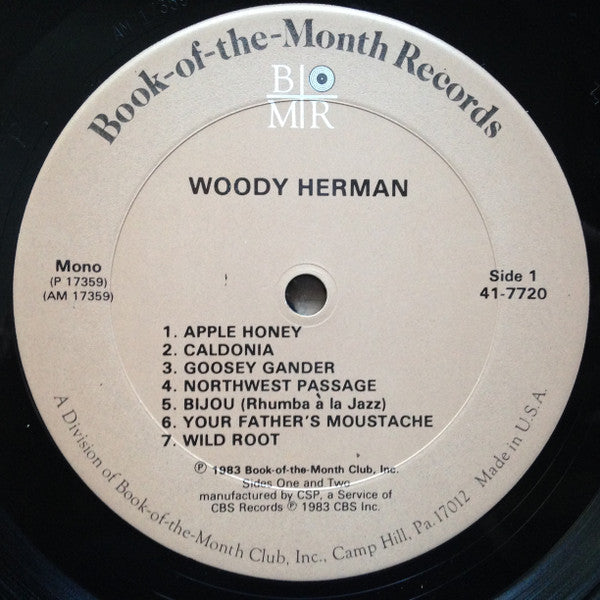 Book-of-the-Month Records
B
M R
WOODY HERMAN
Mono
(P 17359)
(AM 17359)
Side 1
41-7720
1. APPLE HONEY
2. CALDONIA
3. GOOSEY GANDER
4. NORTHWEST PASSAGE
5. BIJOU (Rhumba à la Jazz)
6. YOUR FATHER'S MOUSTACHE
7. WILD ROOT
℗ 1983 Book-of-the-Month Club, Inc.
Sides One and Two
manufactured by CSP, a Service of
CBS Records ℗ 1983 CBS Inc.
A Division of Book-of-the-Month Club, Inc., Camp Hill, Pa. 17012 Made in U.S.A.